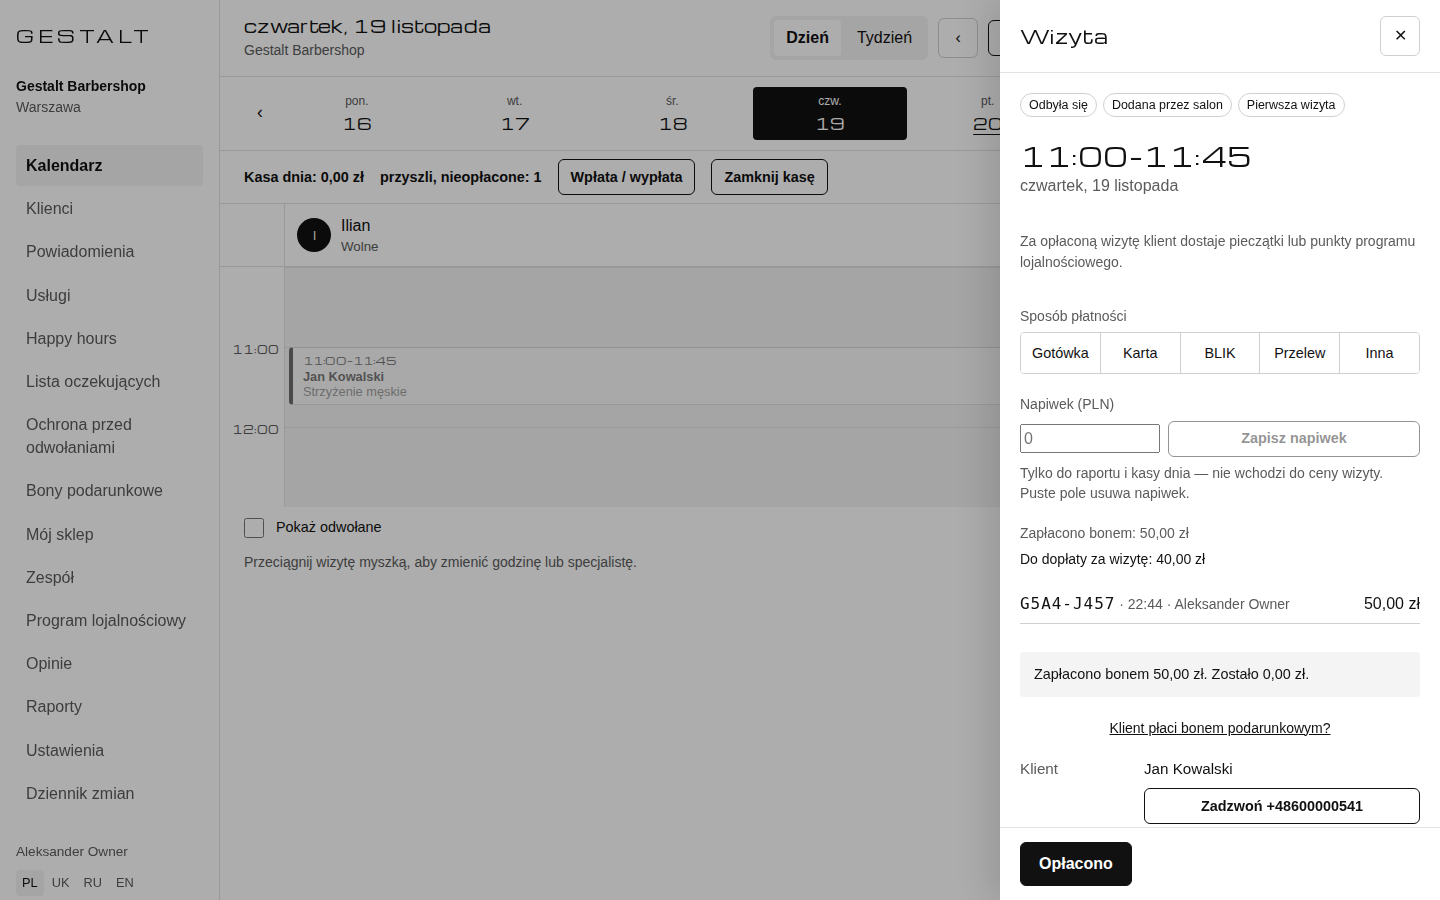 GESTALT
Gestalt Barbershop
Warszawa
Kalendarz
Klienci
Powiadomienia
Usługi
Happy hours
Lista oczekujących
Ochrona przed
odwołaniami
Bony podarunkowe
Mój sklep
Zespół
Program lojalnościowy
Opinie
Raporty
Ustawienia
Dziennik zmian
Aleksander Owner
PL UK RU EN
czwartek, 19 listopada
Gestalt Barbershop
Dzień Tydzień ‹
‹ pon. 16 wt. 17 śr. 18 czw. 19 pt. 20
Kasa dnia: 0,00 zł przyszli, nieopłacone: 1 Wpłata / wypłata Zamknij kasę
I
Ilian
Wolne
11:00
11:00-11:45
Jan Kowalski
Strzyżenie męskie
12:00
Pokaż odwołane
Przeciągnij wizytę myszką, aby zmienić godzinę lub specjalistę.
Wizyta ✕
Odbyła się Dodana przez salon Pierwsza wizyta
11:00-11:45
czwartek, 19 listopada
Za opłaconą wizytę klient dostaje pieczątki lub punkty programu
lojalnościowego.
Sposób płatności
Gotówka Karta BLIK Przelew Inna
Napiwek (PLN)
0 Zapisz napiwek
Tylko do raportu i kasy dnia — nie wchodzi do ceny wizyty.
Puste pole usuwa napiwek.
Zapłacono bonem: 50,00 zł
Do dopłaty za wizytę: 40,00 zł
G5A4-J457 · 22:44 · Aleksander Owner 50,00 zł
Zapłacono bonem 50,00 zł. Zostało 0,00 zł.
Klient płaci bonem podarunkowym?
Klient Jan Kowalski
Zadzwoń +48600000541
Opłacono